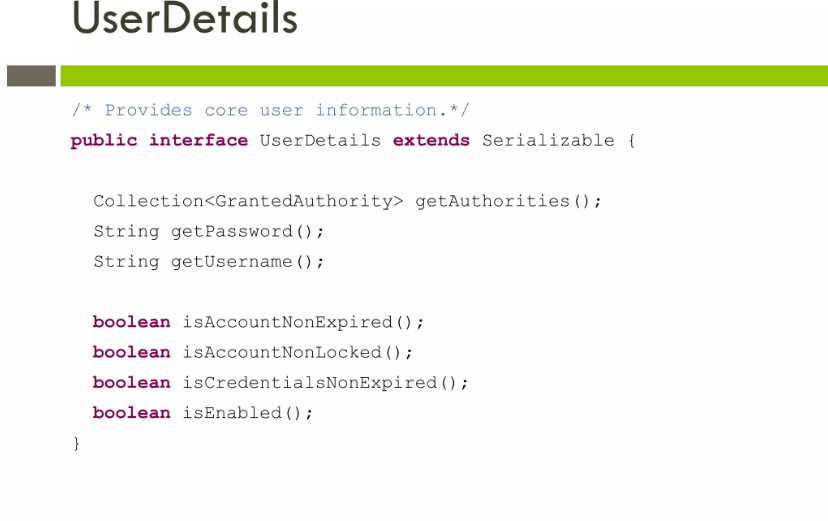 UserDetails
/* Provides core user information.*/
public interface UserDetails extends Serializable {
Collection<GrantedAuthority> getAuthorities();
String getPassword();
String getUsername();
boolean isAccountNonExpired();
boolean isAccountNonLocked();
boolean isCredentialsNonExpired();
boolean isEnabled();
}